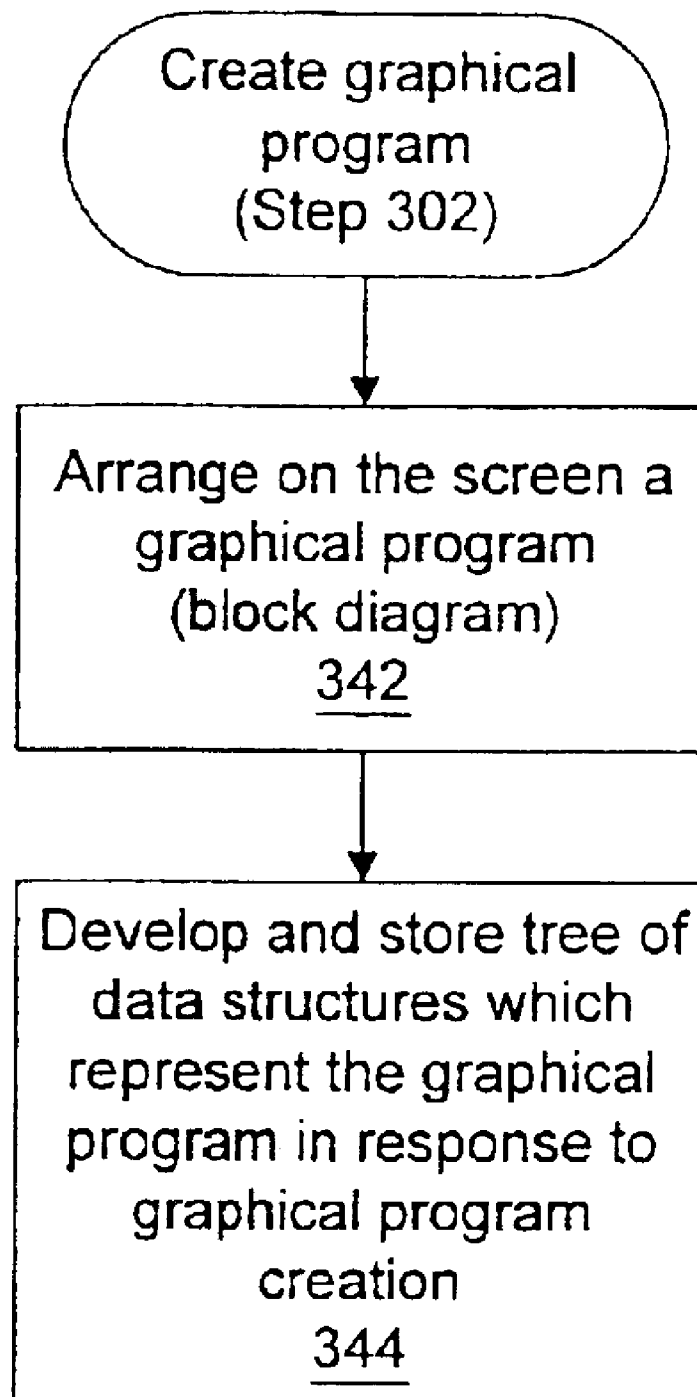 Create graphical
program
(Step 302)
Arrange on the screen a
graphical program
(block diagram)
342
Develop and store tree of
data structures which
represent the graphical
program in response to
graphical program
creation
344